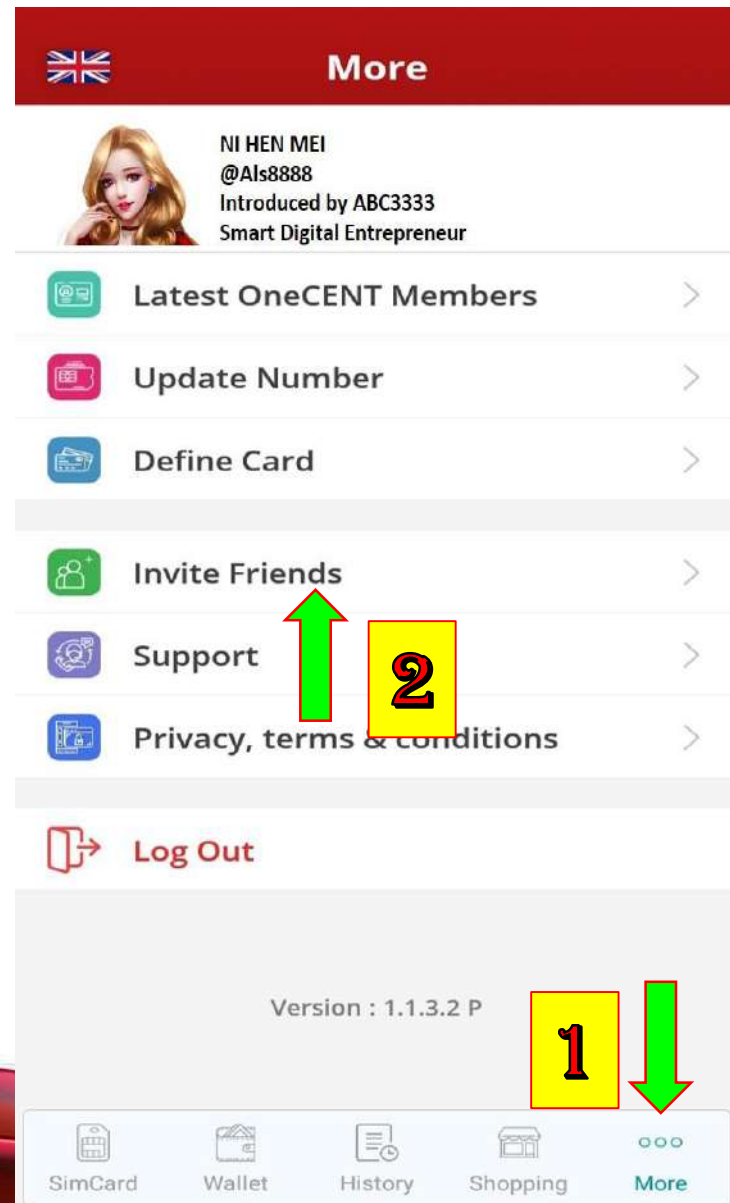 More
NI HEN MEI
@Als8888
Introduced by ABC3333
Smart Digital Entrepreneur
Latest OneCENT Members
Update Number
Define Card
Invite Friends
Support
2
Privacy, terms & conditions
Log Out
Version : 1.1.3.2 P
1
SimCard Wallet History Shopping More